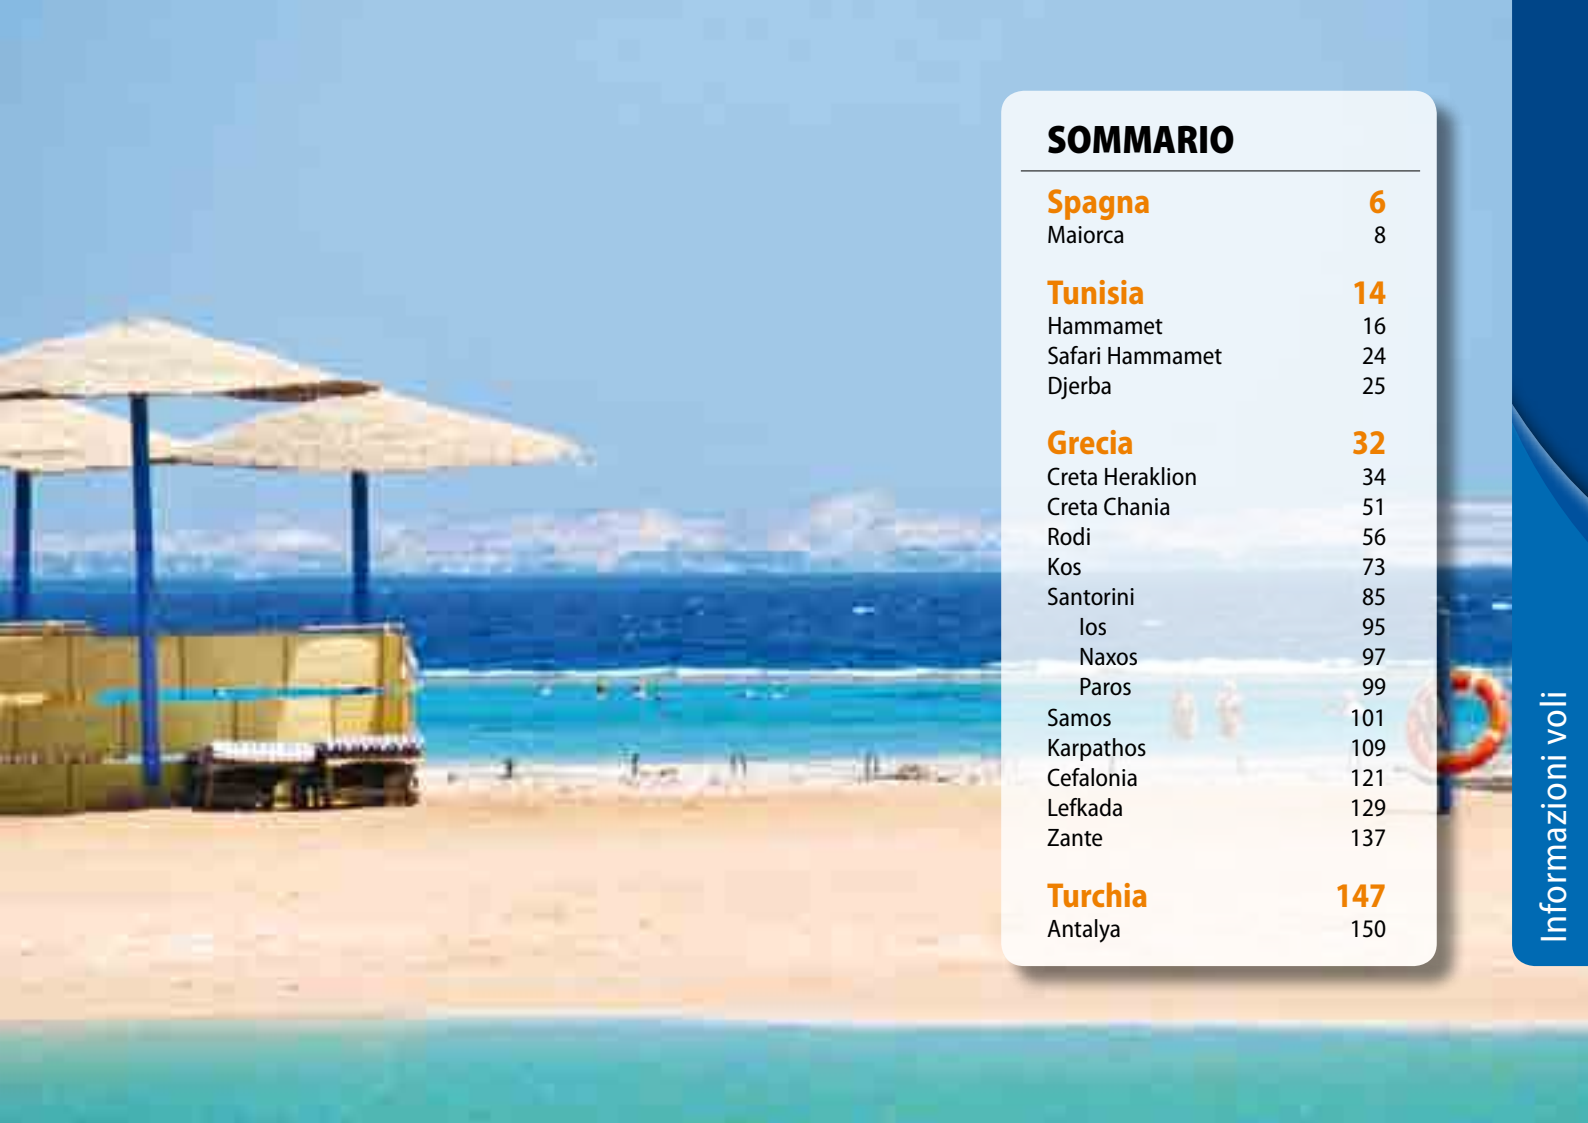 SOMMARIO
Spagna 6
Maiorca 8
Tunisia 14
Hammamet 16
Safari Hammamet 24
Djerba 25
Grecia 32
Creta Heraklion 34
Creta Chania 51
Rodi 56
Kos 73
Santorini 85
Ios 95
Naxos 97
Paros 99
Samos 101
Karpathos 109
Cefalonia 121
Lefkada 129
Zante 137
Turchia 147
Antalya 150
Informazioni voli